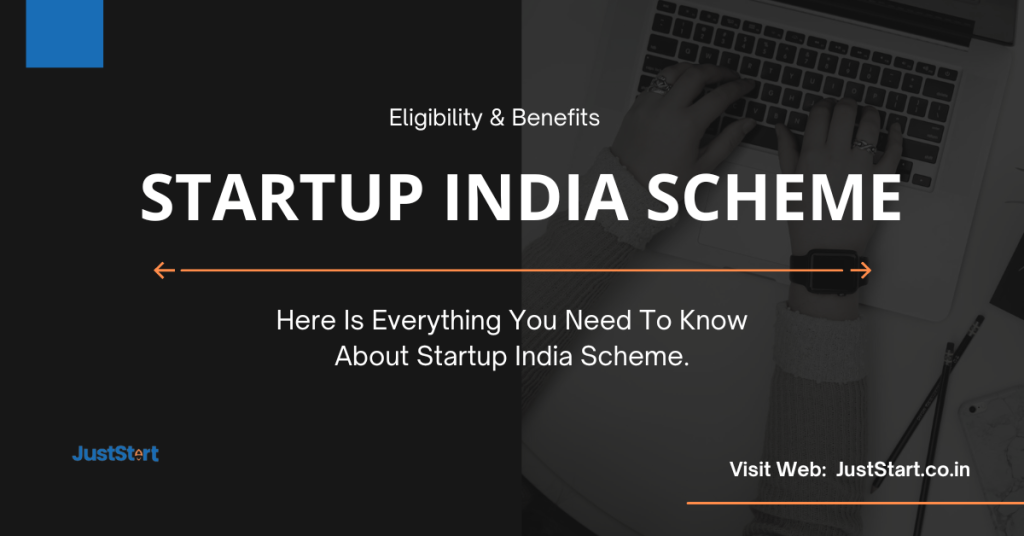 Eligibility & Benefits
STARTUP INDIA SCHEME
Here Is Everything You Need To Know
About Startup India Scheme.
JustStart
Visit Web: JustStart.co.in